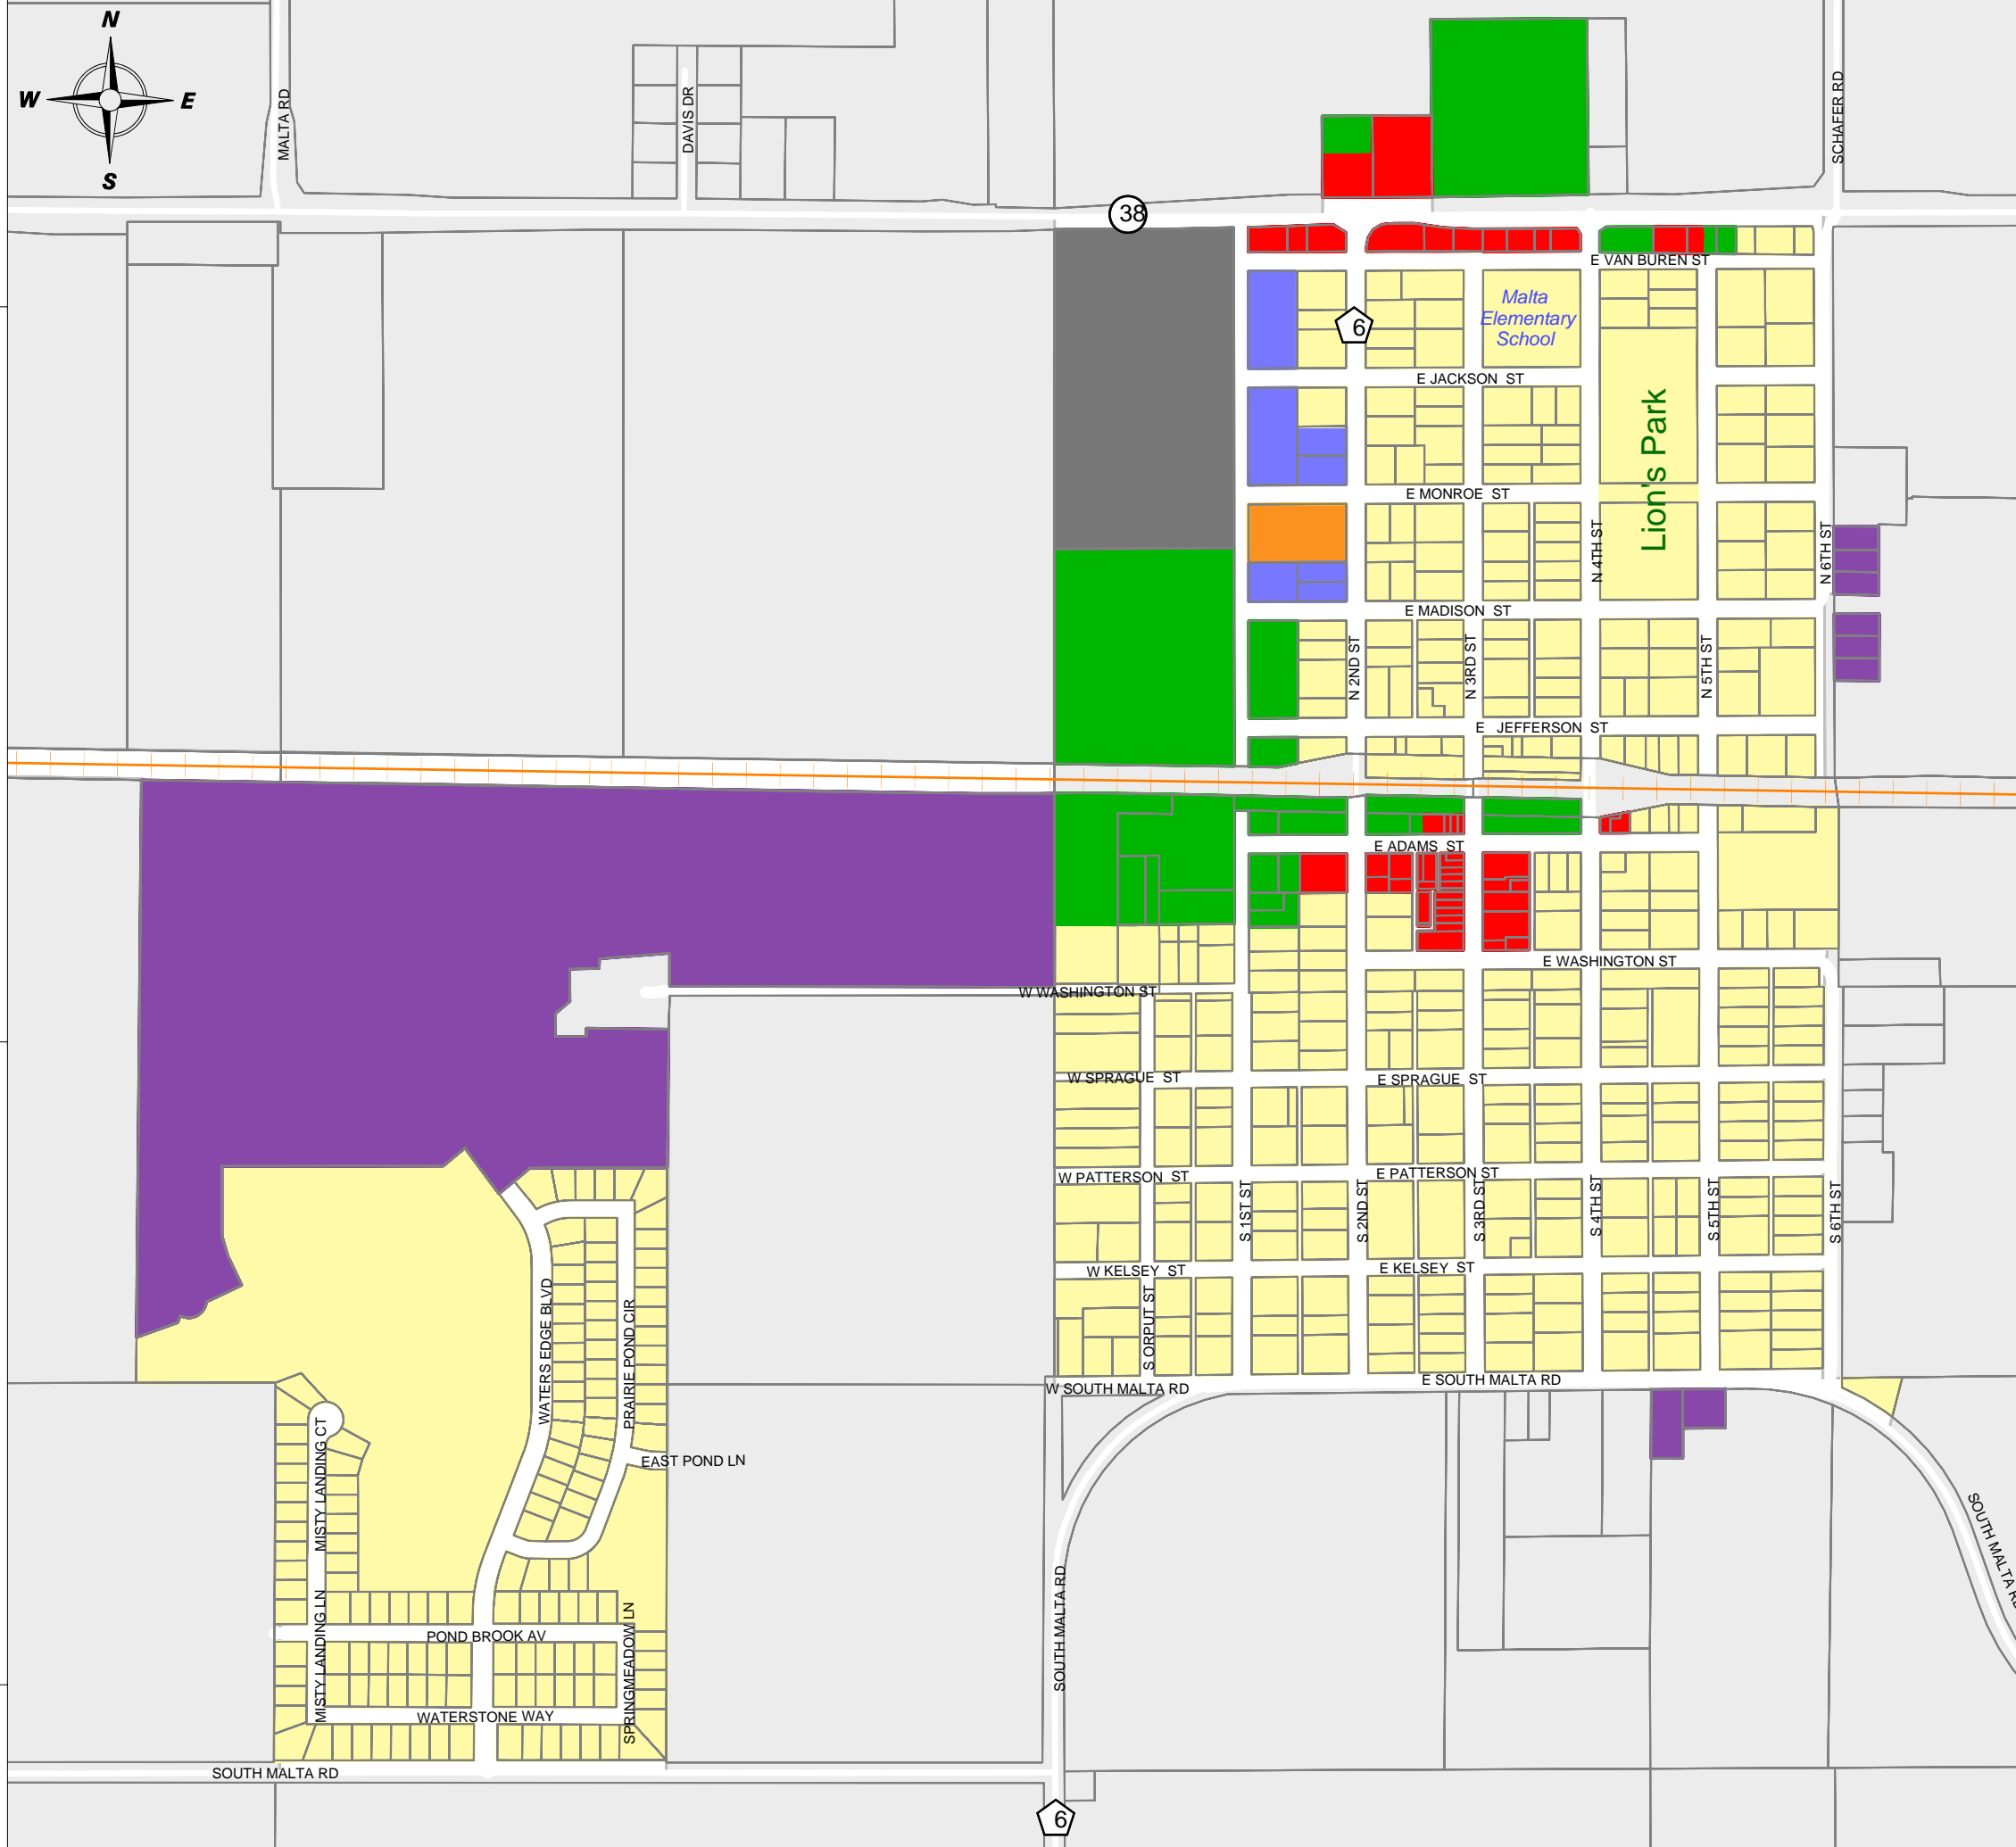 N
W
E
S
MALTA RD
DAVIS DR
SCHAFER RD
38
E VAN BUREN ST
Malta
Elementary
School
6
E JACKSON ST
Lion's Park
E MONROE ST
N 4TH ST
N 6TH ST
E MADISON ST
N 2ND ST
N 3RD ST
N 5TH ST
E JEFFERSON ST
E ADAMS ST
E WASHINGTON ST
W WASHINGTON ST
W SPRAGUE ST
E SPRAGUE ST
W PATTERSON ST
E PATTERSON ST
S 1ST ST
S 2ND ST
S 3RD ST
S 4TH ST
S 5TH ST
S 6TH ST
W KELSEY ST
E KELSEY ST
S ORPUT ST
WATERS EDGE BLVD
PRAIRIE POND CIR
W SOUTH MALTA RD
E SOUTH MALTA RD
MISTY LANDING CT
EAST POND LN
SOUTH MALTA RD
SOUTH MALTA RD
MISTY LANDING LN
POND BROOK AV
SPRINGMEADOW LN
WATERSTONE WAY
SOUTH MALTA RD
6